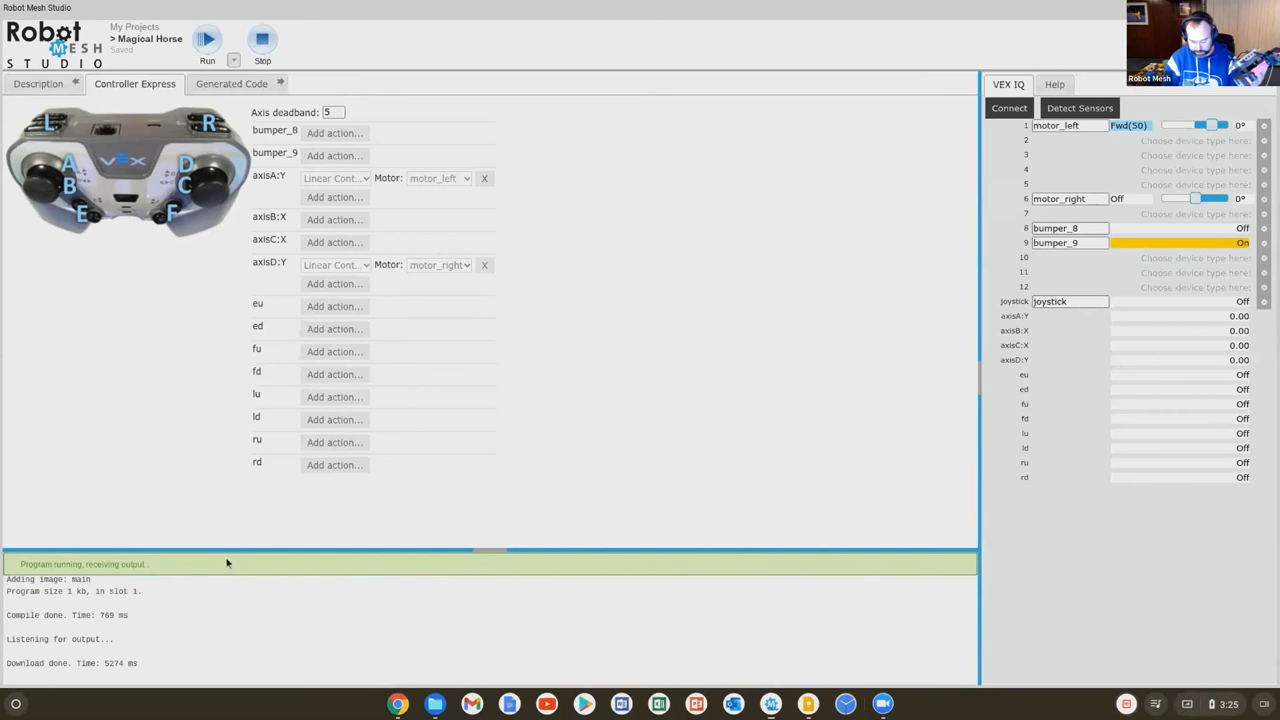 Robot Mesh Studio
Robot
MESH
STUDIO
My Projects
> Magical Horse
Saved
Run
Stop
Robot Mesh
Description
Controller Express
Generated Code
VEX IQ
Help
Connect
Detect Sensors
L
R
A
B
D
C
E
F
VEX
Axis deadband: 5
bumper_8 Add action...
bumper_9 Add action...
axisA:Y Linear Cont... Motor: motor_left X
Add action...
axisB:X Add action...
axisC:X Add action...
axisD:Y Linear Cont... Motor: motor_right X
Add action...
eu Add action...
ed Add action...
fu Add action...
fd Add action...
lu Add action...
ld Add action...
ru Add action...
rd Add action...
1 motor_left Fwd(50) 0°
2 Choose device type here:
3 Choose device type here:
4 Choose device type here:
5 Choose device type here:
6 motor_right Off 0°
7 Choose device type here:
8 bumper_8 Off
9 bumper_9 On
10 Choose device type here:
11 Choose device type here:
12 Choose device type here:
joystick joystick Off
axisA:Y 0.00
axisB:X 0.00
axisC:X 0.00
axisD:Y 0.00
eu Off
ed Off
fu Off
fd Off
lu Off
ld Off
ru Off
rd Off
Program running, receiving output...
Adding image: main
Program size 1 kb, in slot 1.
Compile done. Time: 769 ms
Listening for output...
Download done. Time: 5274 ms
3:25